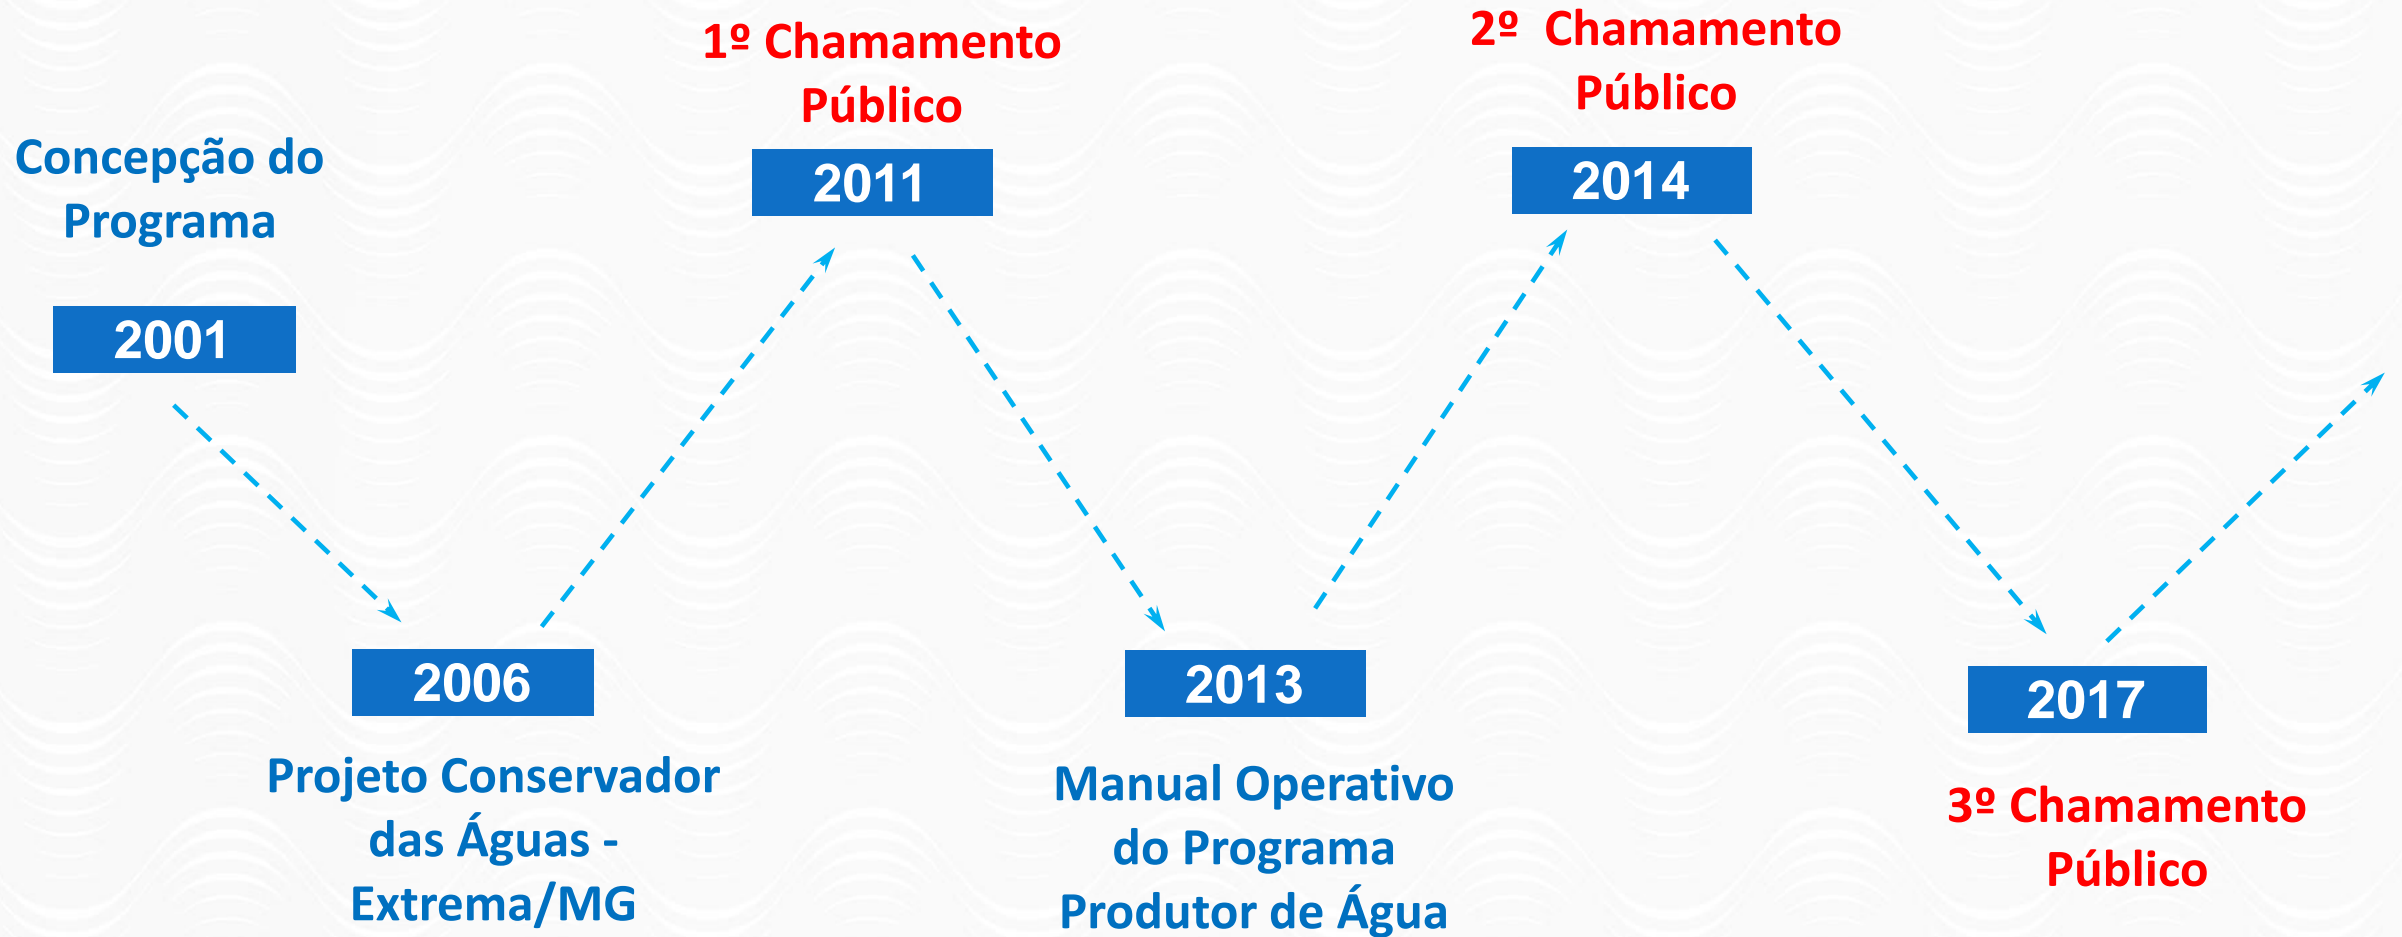 Concepção do
Programa
2001
2006
Projeto Conservador
das Águas -
Extrema/MG
1º Chamamento
Público
2011
2013
Manual Operativo
do Programa
Produtor de Água
2º Chamamento
Público
2014
2017
3º Chamamento
Público